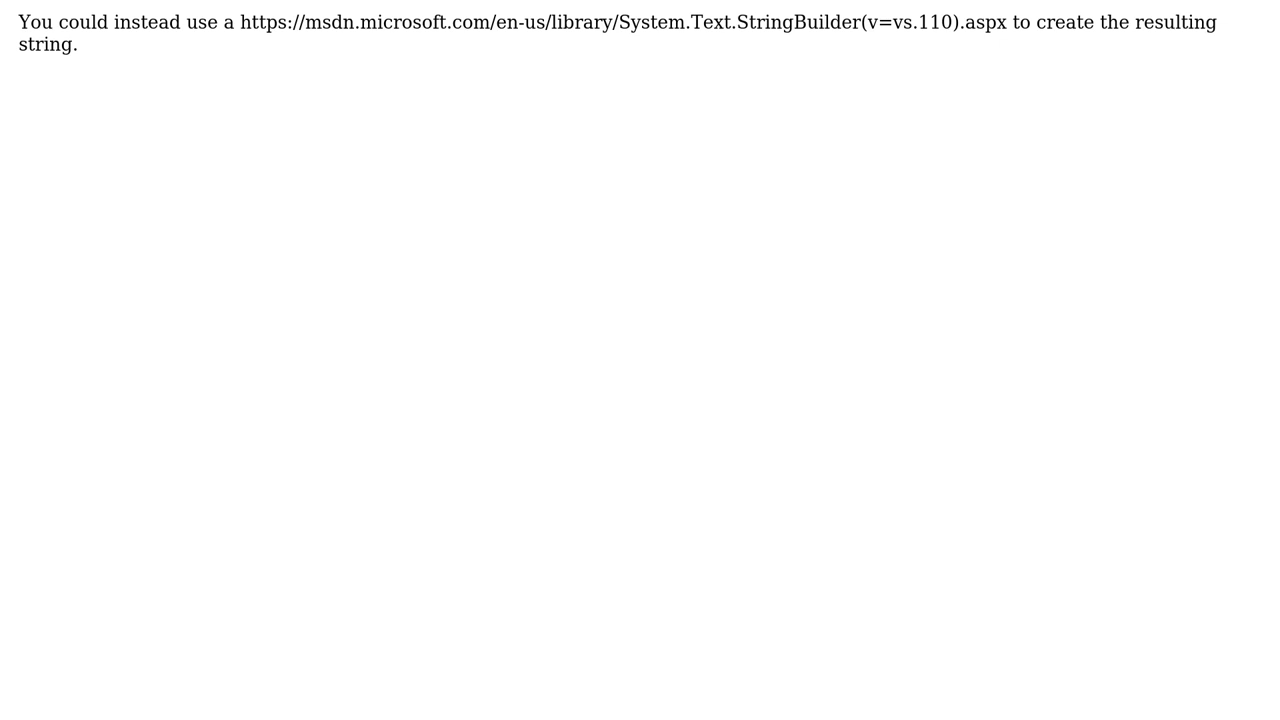 You could instead use a https://msdn.microsoft.com/en-us/library/System.Text.StringBuilder(v=vs.110).aspx to create the resulting
string.